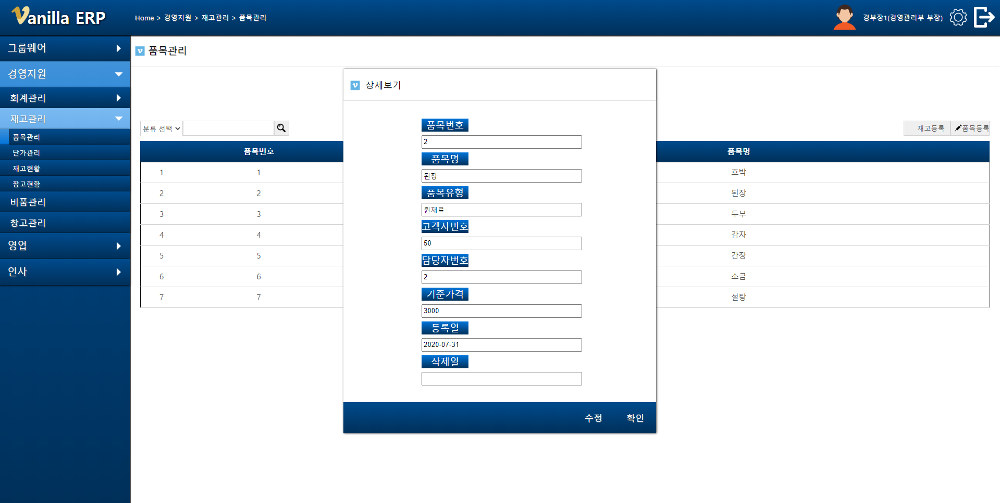 Vanilla ERP
Home > 경영지원 > 재고관리 > 품목관리
경부장1(경영관리부 부장)
그룹웨어
경영지원
회계관리
재고관리
품목관리
단가관리
재고현황
창고현황
비품관리
창고관리
영업
인사
품목관리
분류 선택
재고등록
품목등록
품목번호 품목명
1 1 호박
2 2 된장
3 3 두부
4 4 감자
5 5 간장
6 6 소금
7 7 설탕
상세보기
품목번호
2
품목명
된장
품목유형
원재료
고객사번호
50
담당자번호
2
기준가격
3000
등록일
2020-07-31
삭제일
수정 확인